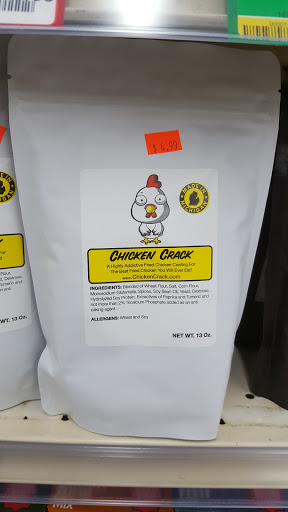 $ 4.99
MADE IN
MICHIGAN
CHICKEN CRACK
A Highly Addictive Fried Chicken Coating For
The Best Fried Chicken You Will Ever Eat!
www.ChickenCrack.com
INGREDIENTS: Blended of Wheat Flour, Salt, Corn Flour,
Monosodium Glutamate, Spices, Soy Bean Oil, Yeast, Dextrose,
Hydrolyzed Soy Protein, Extractives of Paprika and Turmeric and
not more than 2% Tricalcium Phosphate added as an anti
caking agent.
ALLERGENS: Wheat and Soy
NET WT. 13 Oz.
CK
WT. 13 Oz.
MIX